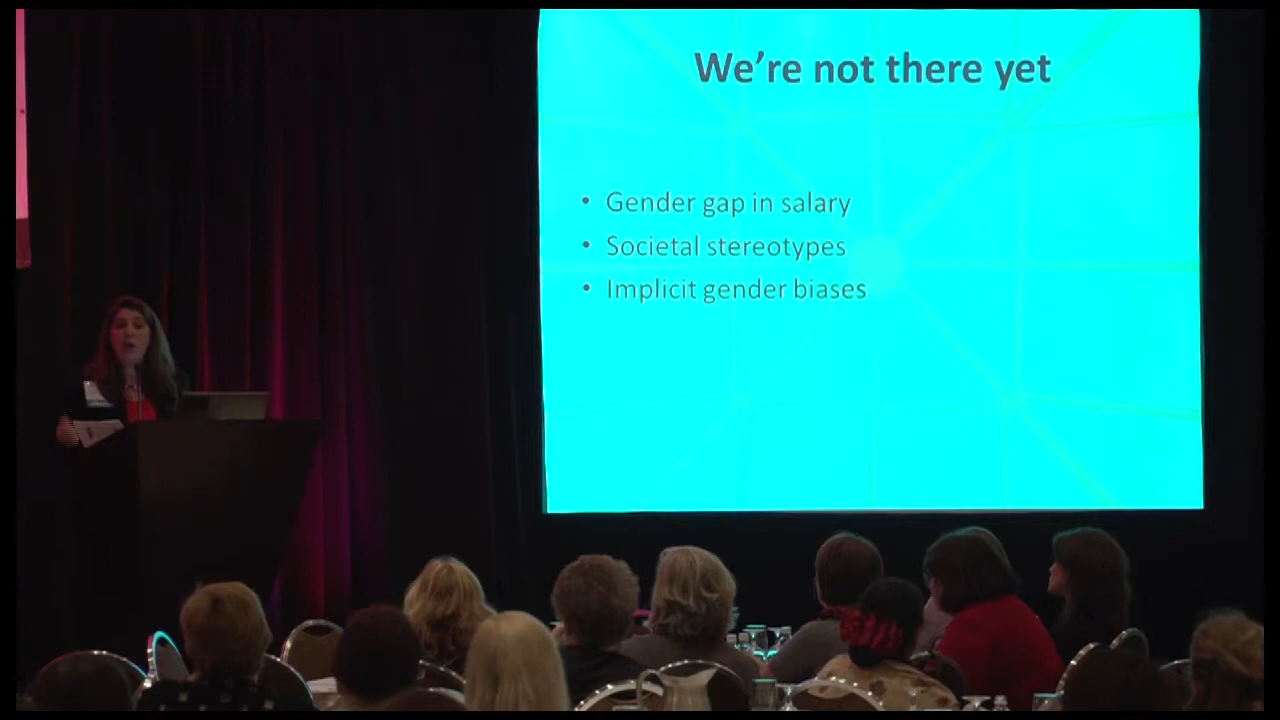 We’re not there yet
• Gender gap in salary
• Societal stereotypes
• Implicit gender biases